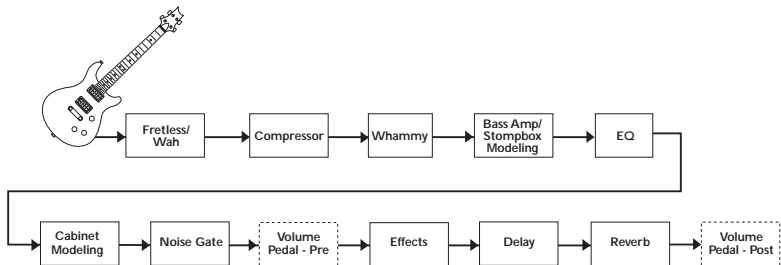 Fretless/
Wah
Compressor
Whammy
Bass Amp/
Stompbox
Modeling
EQ
Cabinet
Modeling
Noise Gate
Volume
Pedal - Pre
Effects
Delay
Reverb
Volume
Pedal - Post